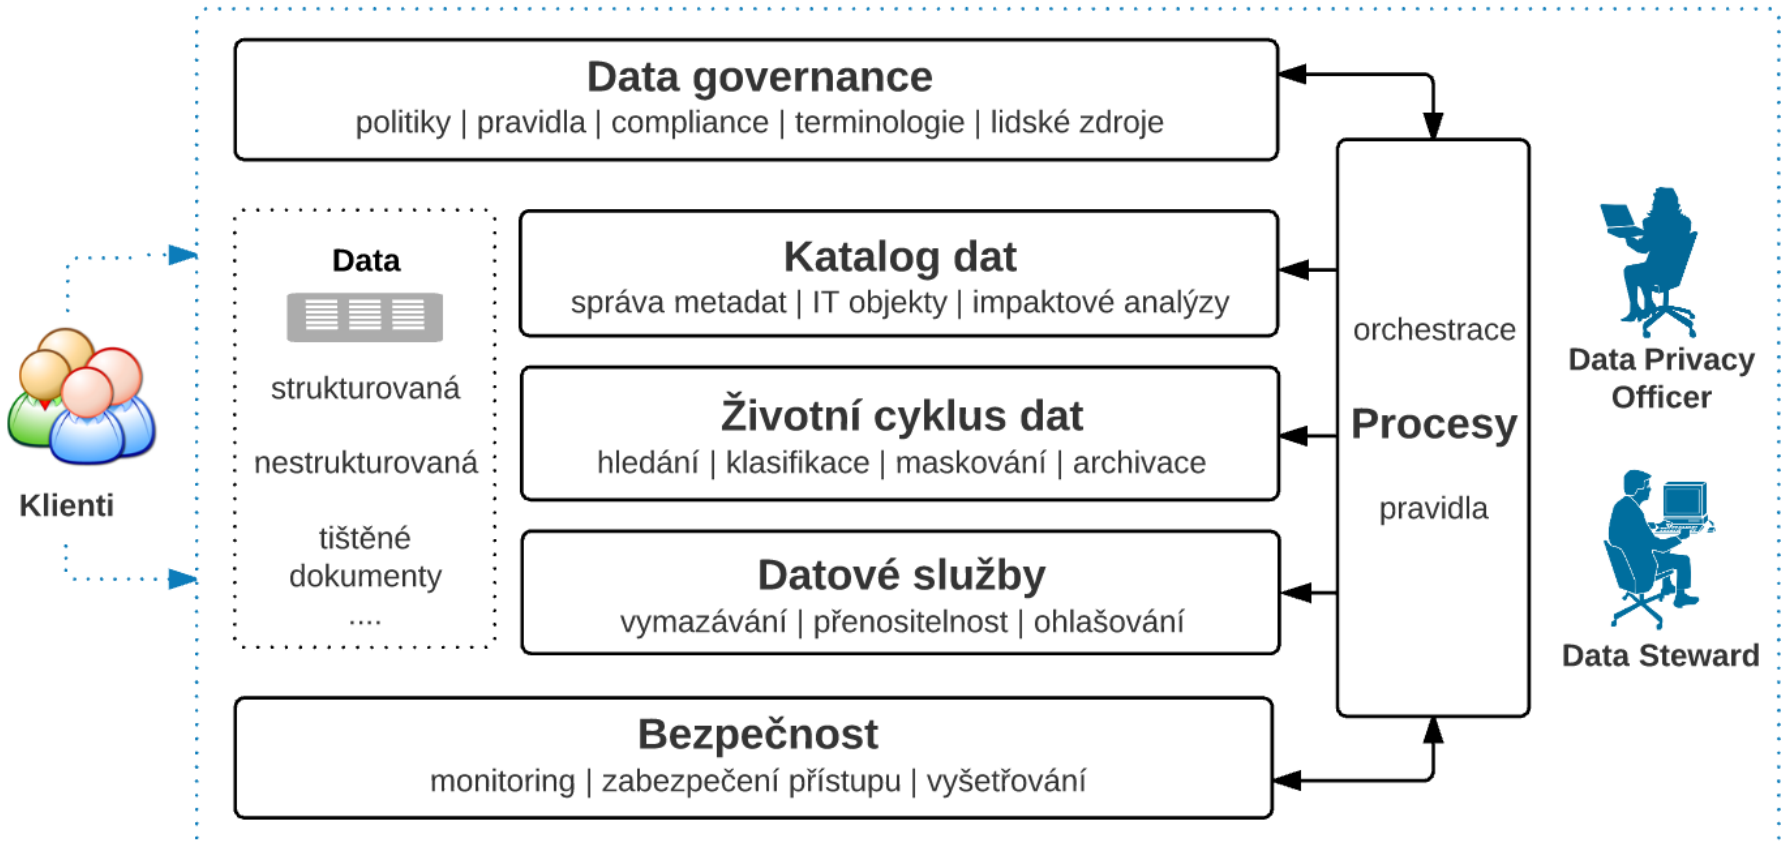 Data governance
politiky | pravidla | compliance | terminologie | lidské zdroje
Data
strukturovaná
nestrukturovaná
tištěné
dokumenty
....
Katalog dat
správa metadat | IT objekty | impaktové analýzy
Životní cyklus dat
hledání | klasifikace | maskování | archivace
Datové služby
vymazávání | přenositelnost | ohlašování
Bezpečnost
monitoring | zabezpečení přístupu | vyšetřování
orchestrace
Procesy
pravidla
Klienti
Data Privacy
Officer
Data Steward